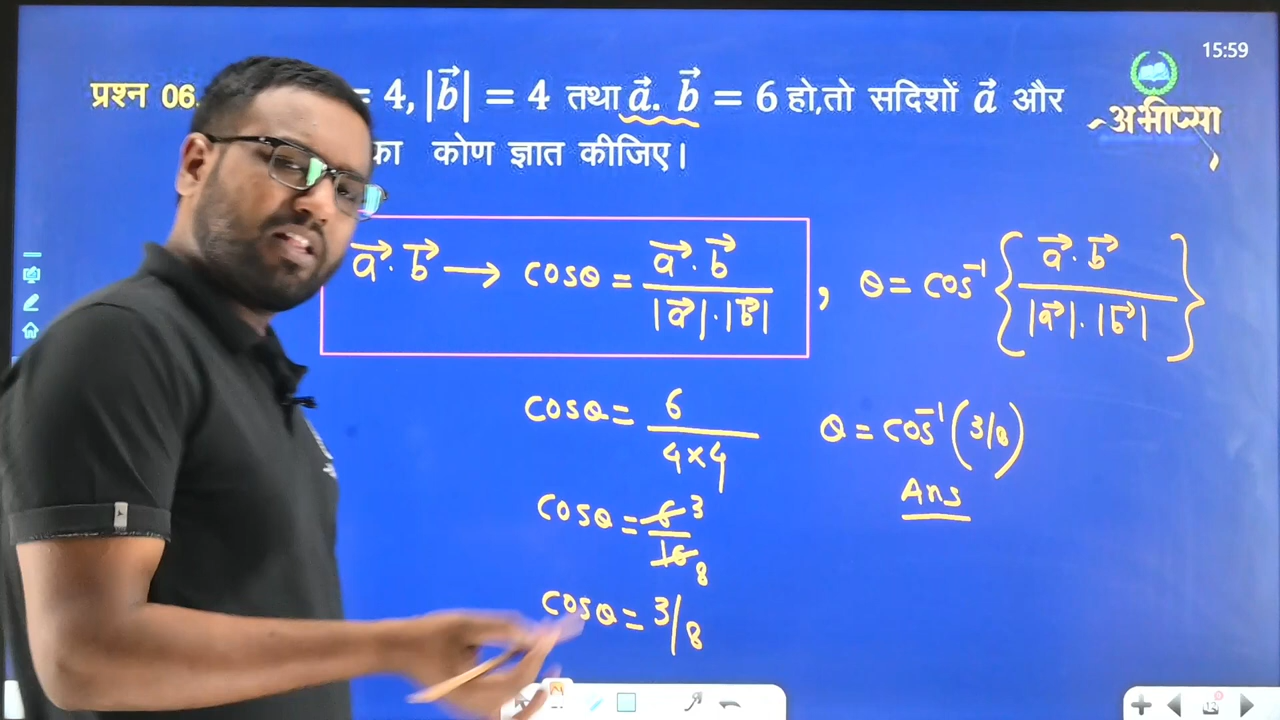 15:59
प्रश्न 06. = 4, |b⃗| = 4 तथा a⃗. b⃗ = 6 हो,तो सदिशों a⃗ और
अभीप्सा
का कोण ज्ञात कीजिए।
a⃗·b⃗ → cosθ = a⃗·b⃗ / |a⃗|·|b⃗| , θ = cos⁻¹ { a⃗·b⃗ / |a⃗|·|b⃗| }
cosθ = 6 / 4×4 θ = cos⁻¹(3/8)
Ans
cosθ = 6 3 / 16 8
cosθ = 3/8